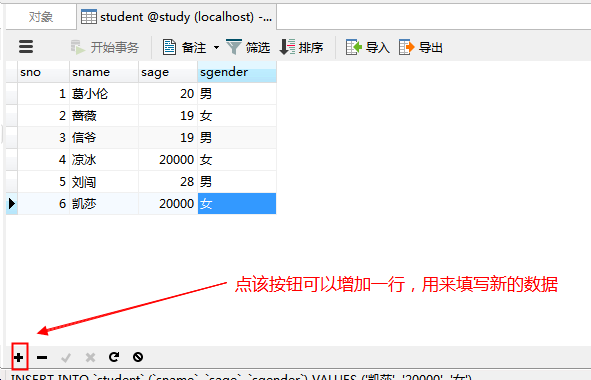 对象 student @study (localhost) -...
开始事务 备注 筛选 排序 导入 导出
sno sname sage sgender
1 葛小伦 20 男
2 蔷薇 19 女
3 信爷 19 男
4 凉冰 20000 女
5 刘闯 28 男
6 凯莎 20000 女
点该按钮可以增加一行，用来填写新的数据
INSERT INTO `student` (`sname`, `sage`, `sgender`) VALUES ('凯莎', '20000', '女')